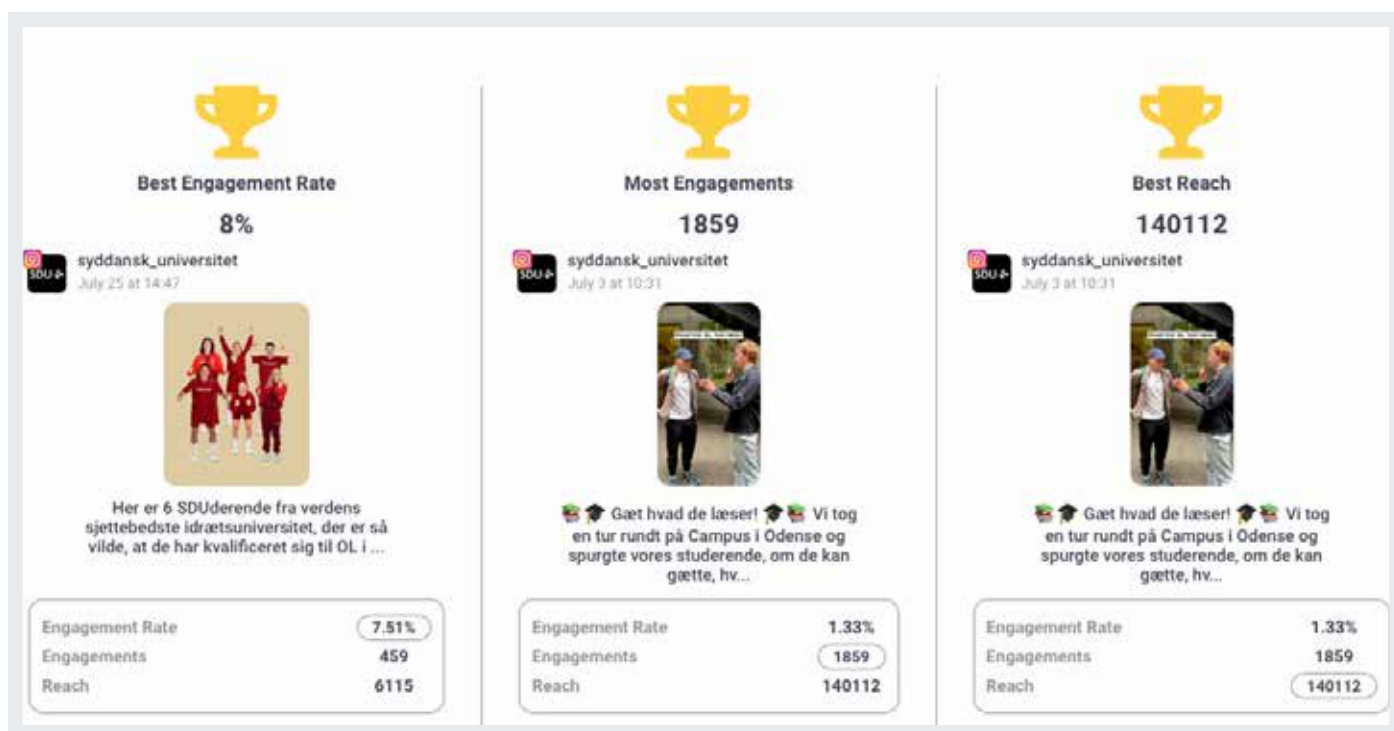 Best Engagement Rate
8%
syddansk_universitet
SDU
July 25 at 14:47
Her er 6 SDUderende fra verdens
sjettebedste idrætsuniversitet, der er så
vilde, at de har kvalificeret sig til OL i ...
Engagement Rate 7.51%
Engagements 459
Reach 6115
Most Engagements
1859
syddansk_universitet
SDU
July 3 at 10:31
📚🎓 Gæt hvad de læser! 🎓📚 Vi tog
en tur rundt på Campus i Odense og
spurgte vores studerende, om de kan
gætte, hv...
Engagement Rate 1.33%
Engagements 1859
Reach 140112
Best Reach
140112
syddansk_universitet
SDU
July 3 at 10:31
📚🎓 Gæt hvad de læser! 🎓📚 Vi tog
en tur rundt på Campus i Odense og
spurgte vores studerende, om de kan
gætte, hv...
Engagement Rate 1.33%
Engagements 1859
Reach 140112